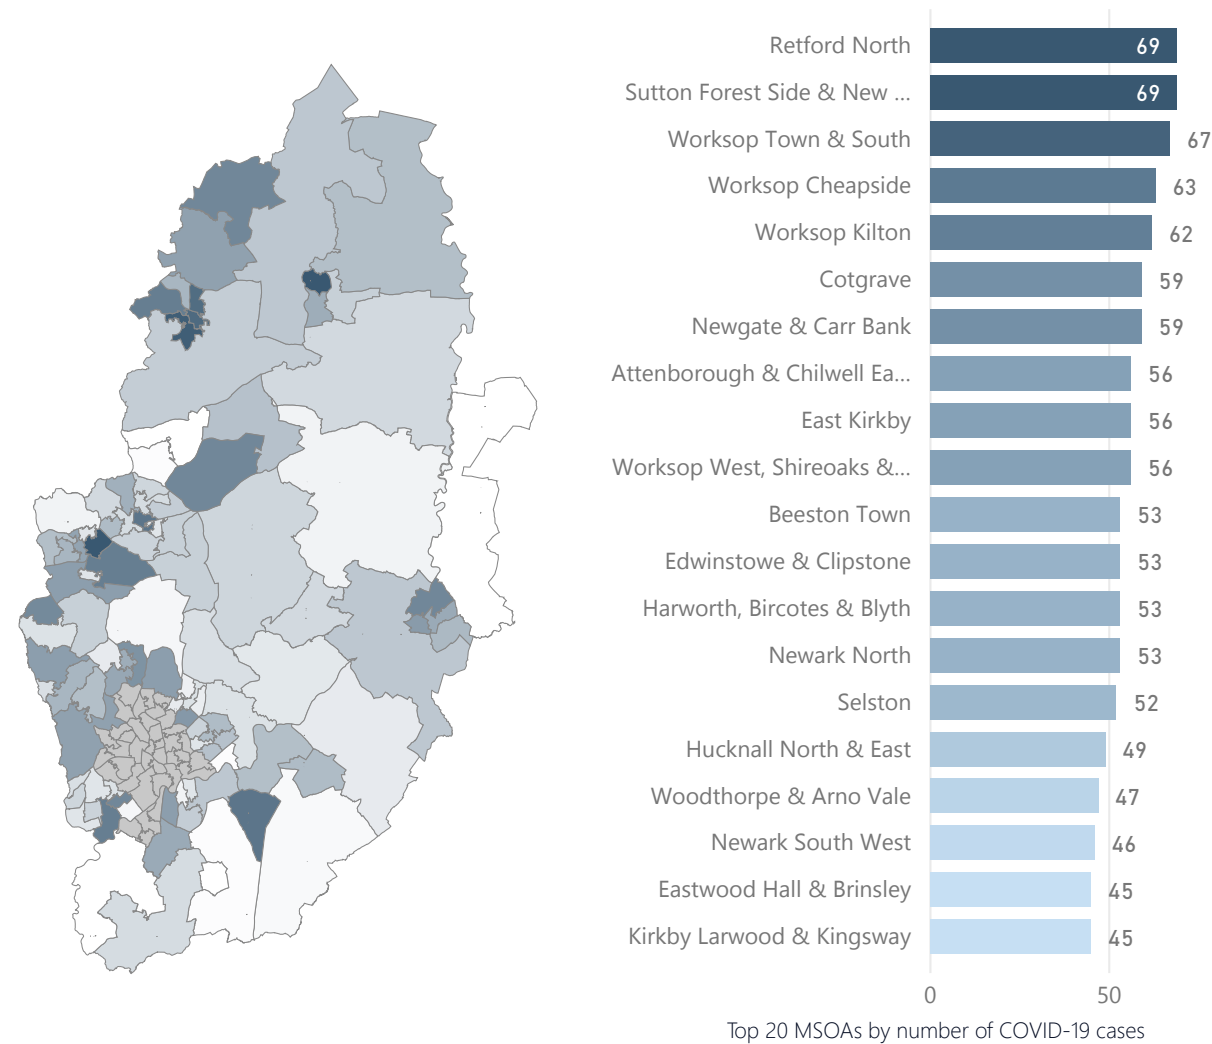 Retford North 69
Sutton Forest Side & New ... 69
Worksop Town & South 67
Worksop Cheapside 63
Worksop Kilton 62
Cotgrave 59
Newgate & Carr Bank 59
Attenborough & Chilwell Ea... 56
East Kirkby 56
Worksop West, Shireoaks &... 56
Beeston Town 53
Edwinstowe & Clipstone 53
Harworth, Bircotes & Blyth 53
Newark North 53
Selston 52
Hucknall North & East 49
Woodthorpe & Arno Vale 47
Newark South West 46
Eastwood Hall & Brinsley 45
Kirkby Larwood & Kingsway 45
0 50
Top 20 MSOAs by number of COVID-19 cases